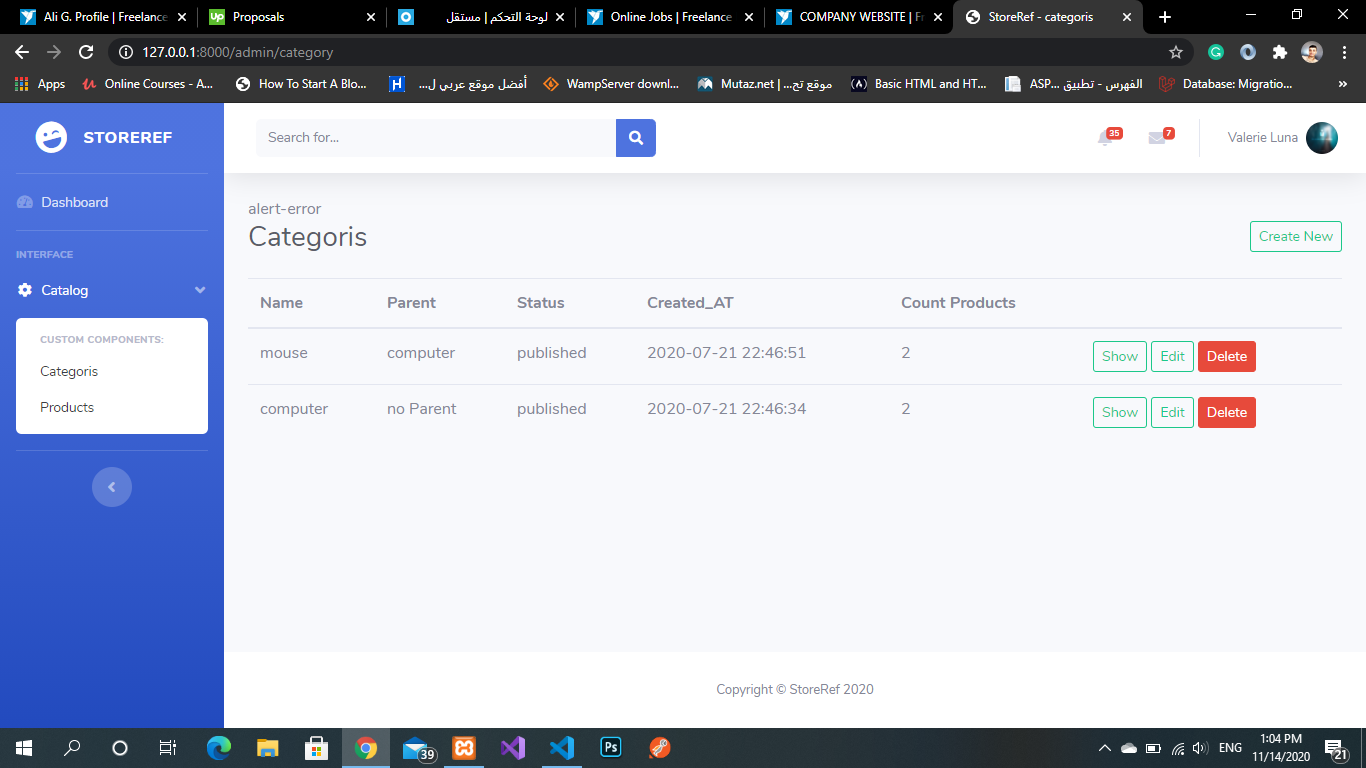 Ali G. Profile | Freelance
Proposals
لوحة التحكم | مستقل
Online Jobs | Freelance
COMPANY WEBSITE | Fr
StoreRef - categoris
127.0.0.1:8000/admin/category
Apps
Online Courses - A...
How To Start A Blo...
أفضل موقع عربي ل...
WampServer downl...
Mutaz.net | موقع تح...
Basic HTML and HT...
الفهرس - تطبيق ASP...
Database: Migratio...
»
STOREREF
Search for...
35
7
Valerie Luna
Dashboard
INTERFACE
Catalog
CUSTOM COMPONENTS:
Categoris
Products
alert-error
Categoris
Create New
Name Parent Status Created_AT Count Products
mouse computer published 2020-07-21 22:46:51 2 Show Edit Delete
computer no Parent published 2020-07-21 22:46:34 2 Show Edit Delete
Copyright © StoreRef 2020
39
Ps
ENG
1:04 PM
11/14/2020
21